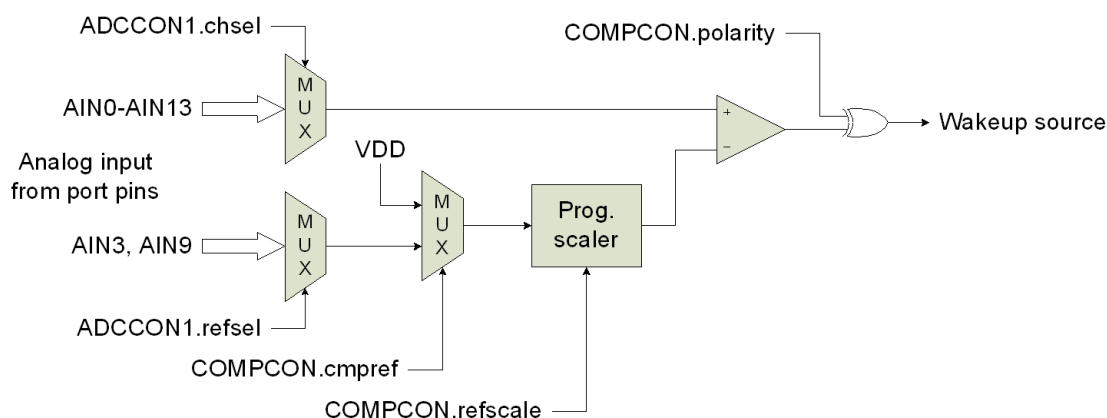 ADCCON1.chsel
COMPCON.polarity
M
U
X
AIN0-AIN13
+
−
Wakeup source
Analog input
from port pins
VDD
M
U
X
Prog.
scaler
M
U
X
AIN3, AIN9
ADCCON1.refsel
COMPCON.cmpref
COMPCON.refscale